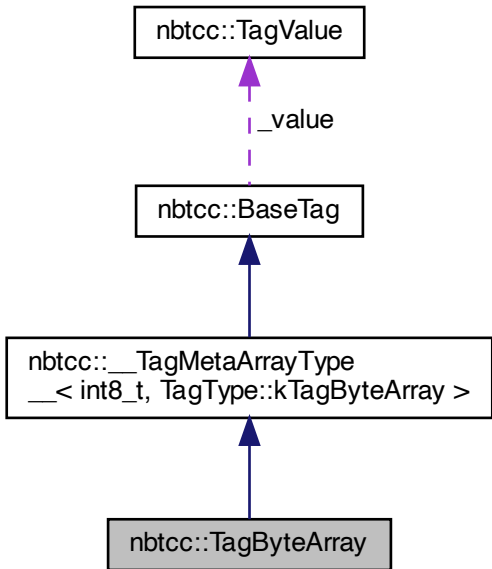 nbtcc::TagValue
_value
nbtcc::BaseTag
nbtcc::__TagMetaArrayType
__< int8_t, TagType::kTagByteArray >
nbtcc::TagByteArray